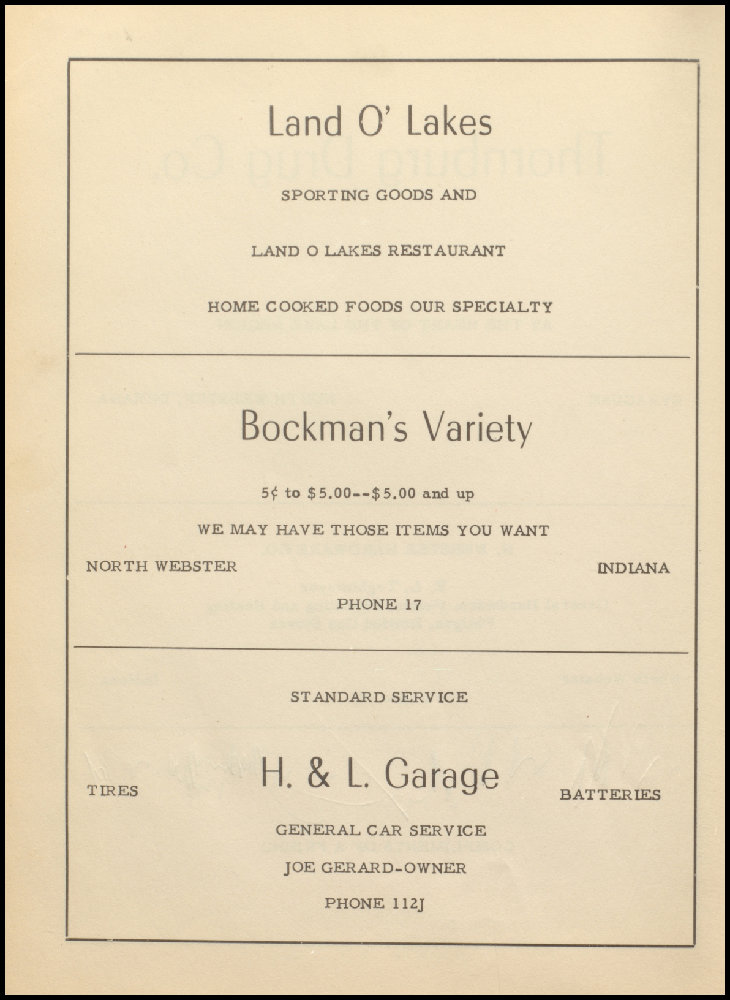 Land O' Lakes
SPORTING GOODS AND
LAND O LAKES RESTAURANT
HOME COOKED FOODS OUR SPECIALTY
Bockman's Variety
5¢ to $5.00--$5.00 and up
WE MAY HAVE THOSE ITEMS YOU WANT
NORTH WEBSTER INDIANA
PHONE 17
STANDARD SERVICE
H. & L. Garage
TIRES BATTERIES
GENERAL CAR SERVICE
JOE GERARD-OWNER
PHONE 112J